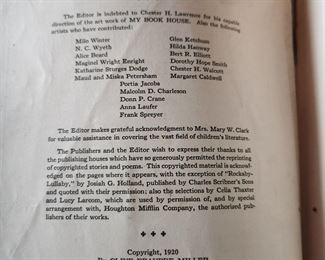 The Editor is indebted to Chester H. Lawrence for his capable
direction of the art work of MY BOOK HOUSE. Also the following
artists who have contributed:
Milo Winter
N. C. Wyeth
Alice Beard
Maginel Wright Enright
Katharine Sturges Dodge
Maud and Miska Petersham
Glen Ketchum
Hilda Hanway
Bert R. Elliott
Dorothy Hope Smith
Chester H. Walcott
Margaret Caldwell
Portia Jacoba
Malcolm D. Charleson
Donn P. Crane
Anna Laufer
Frank Spreyer
The Editor makes grateful acknowledgment to Mrs. Mary W. Clark
for valuable assistance in covering the vast field of children's literature.
The Publishers and the Editor wish to express their thanks to all
the publishing houses which have so generously permitted the reprinting
of copyrighted stories and poems. This copyrighted material is acknowl-
edged on the pages where it appears, with the exception of "Rockaby-
Lullaby," by Josiah G. Holland, published by Charles Scribner's Sons
and quoted with their permission; also the selections by Celia Thaxter
and Lucy Larcom, which are used by permission of, and by special
arrangement with, Houghton Mifflin Company, the authorized pub-
lishers of their works.
+ + +
Copyright, 1920
By OLIVE BEAUPRE MILLER